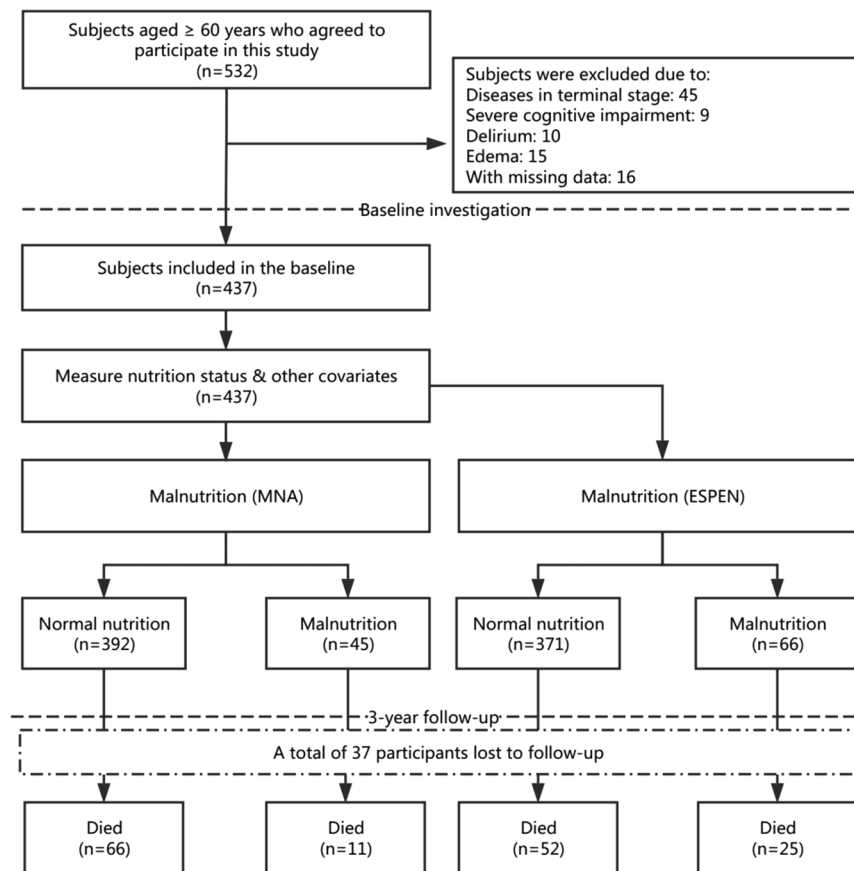 Subjects aged ≥ 60 years who agreed to
participate in this study
(n=532)
Subjects were excluded due to:
Diseases in terminal stage: 45
Severe cognitive impairment: 9
Delirium: 10
Edema: 15
With missing data: 16
Baseline investigation
Subjects included in the baseline
(n=437)
Measure nutrition status & other covariates
(n=437)
Malnutrition (MNA)
Malnutrition (ESPEN)
Normal nutrition
(n=392)
Malnutrition
(n=45)
Normal nutrition
(n=371)
Malnutrition
(n=66)
3-year follow-up
A total of 37 participants lost to follow-up
Died
(n=66)
Died
(n=11)
Died
(n=52)
Died
(n=25)